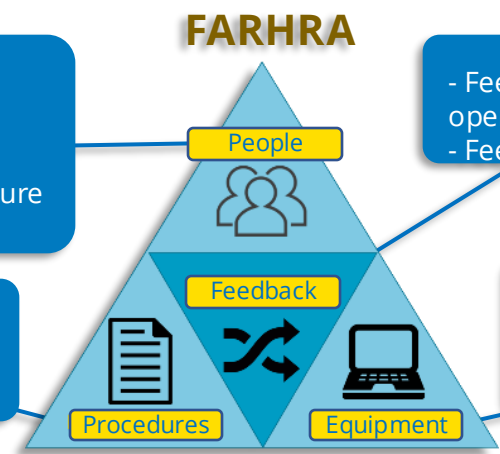 FARHRA
People
- Fee
ope
- Fee
ure
Feedback
Procedures
Equipment